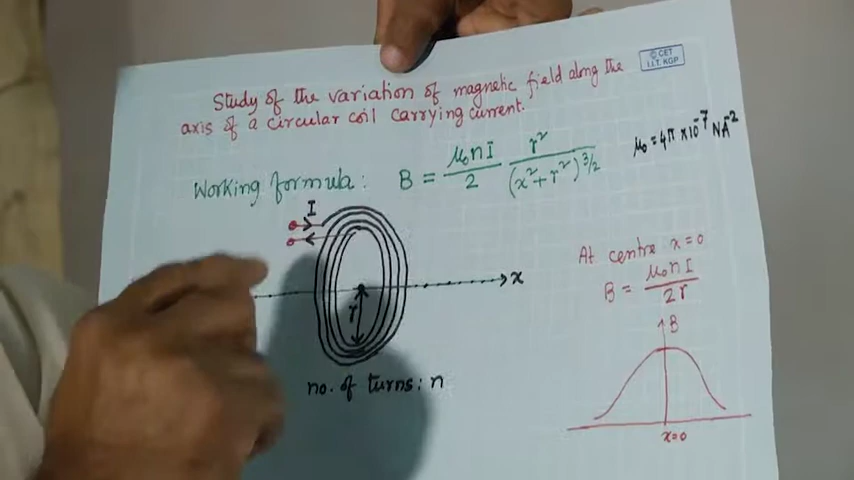 Study of the variation of magnetic field along the
axis of a circular coil carrying current.
© CET
I.I.T. KGP
Working formula: B = μ₀nI/2 r²/(x²+r²)^3/2
μ₀ = 4π×10⁻⁷ NA⁻²
I
x
r
no. of turns: n
At centre x=0
B = μ₀nI/2r
B
x=0